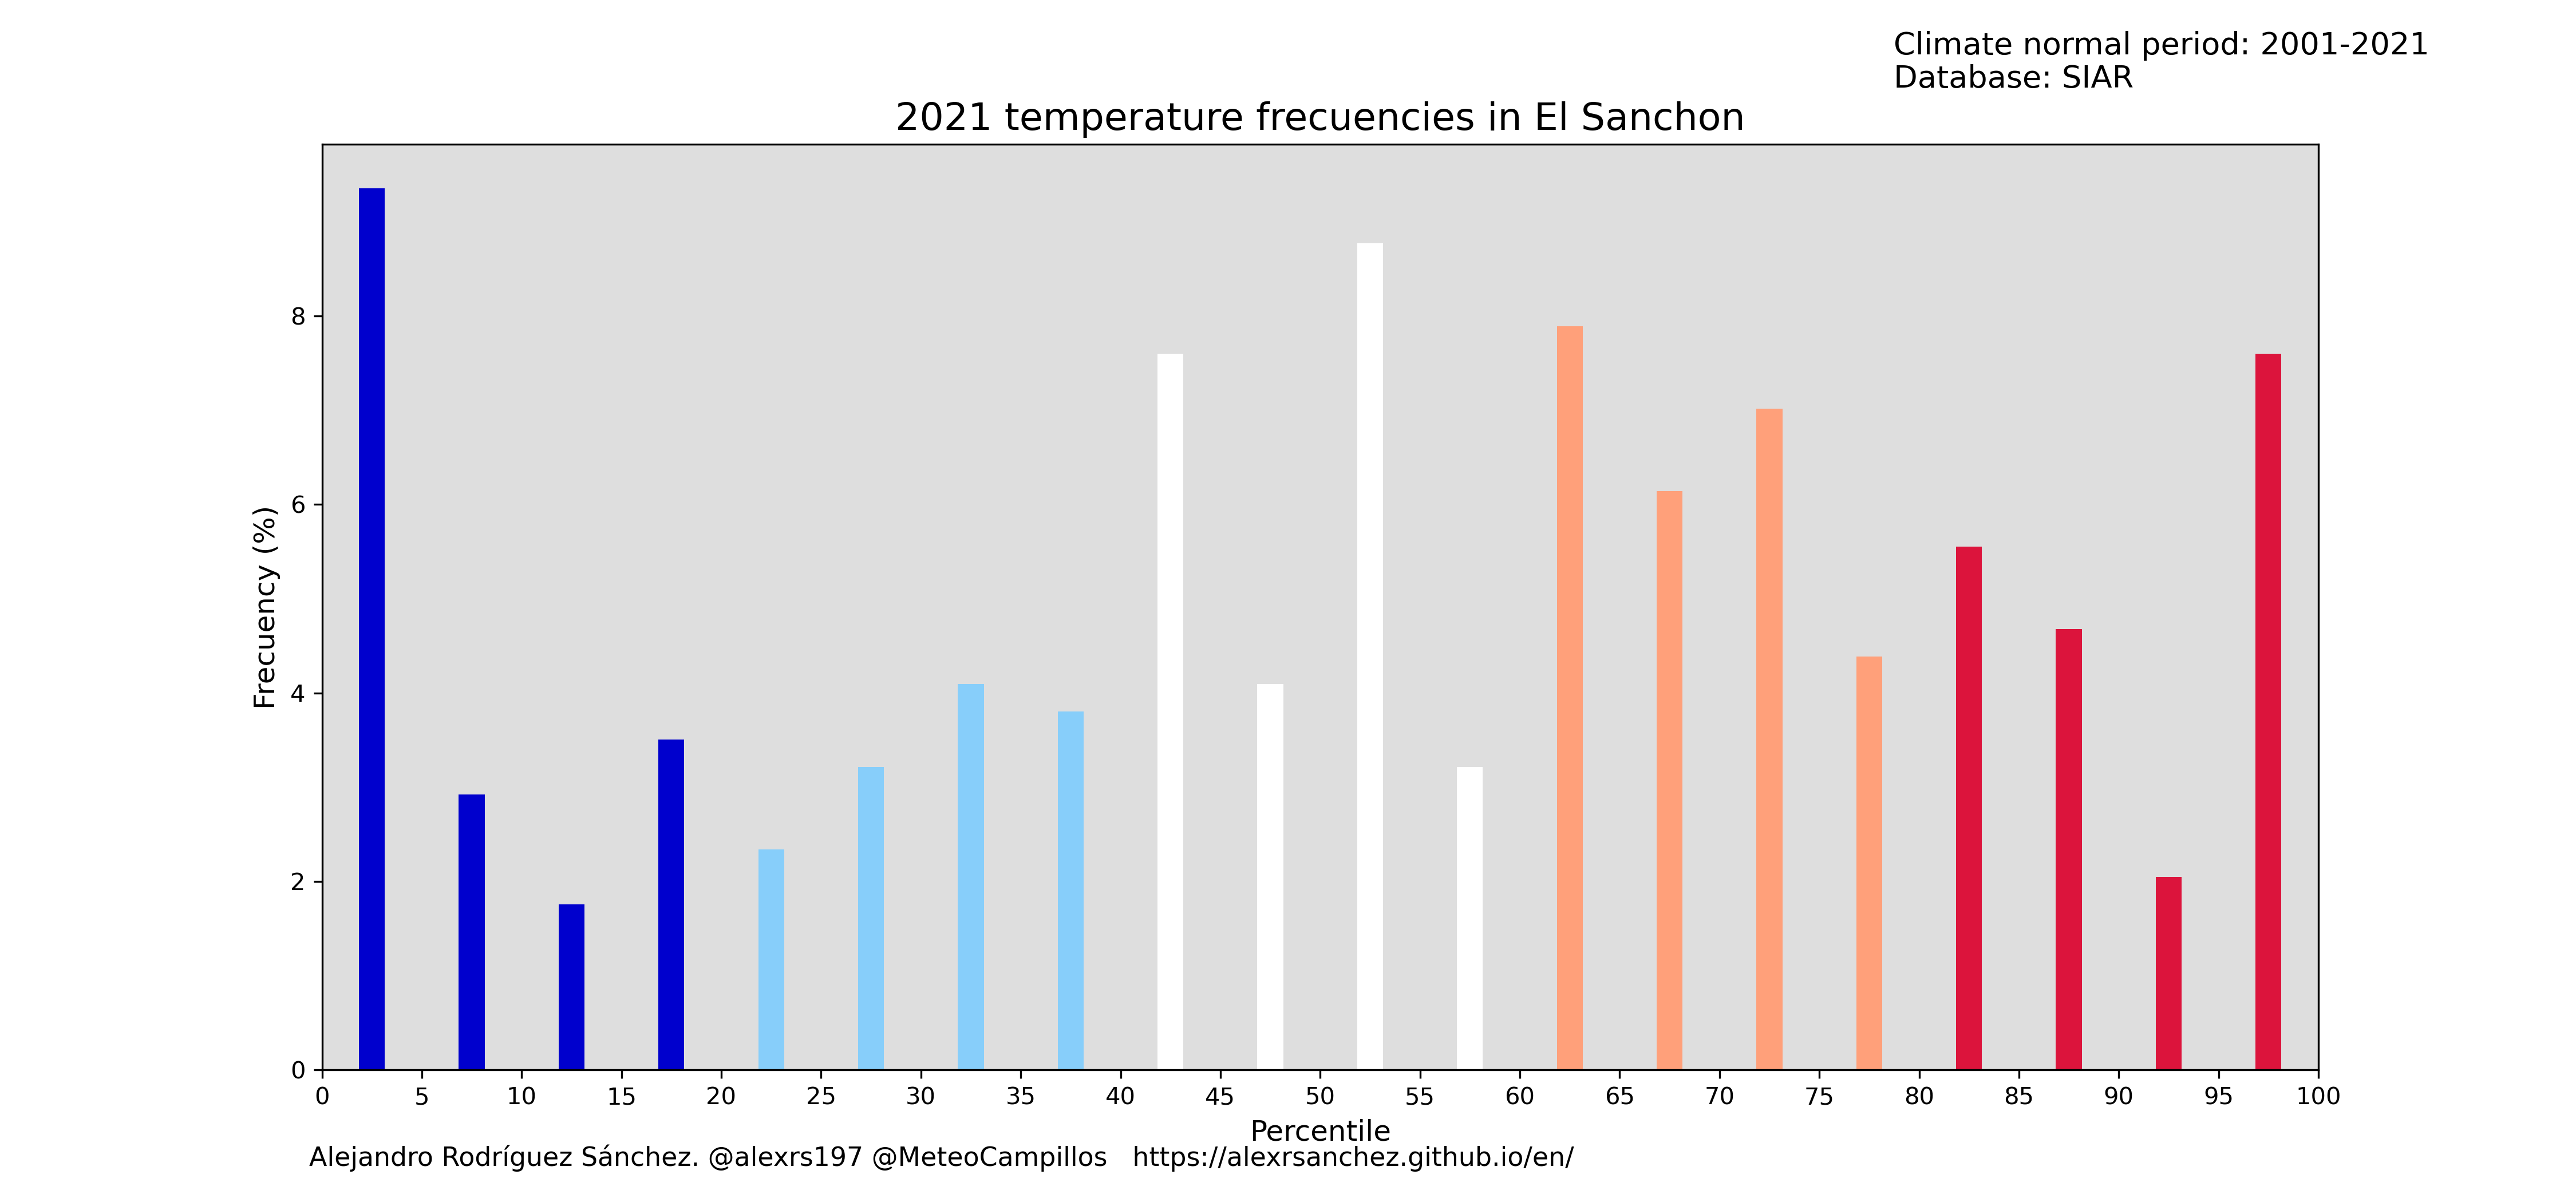 Climate normal period: 2001-2021
Database: SIAR
2021 temperature frecuencies in El Sanchon
Frecuency (%)
8
6
4
2
0
0 5 10 15 20 25 30 35 40 45 50 55 60 65 70 75 80 85 90 95 100
Percentile
Alejandro Rodríguez Sánchez. @alexrs197 @MeteoCampillos https://alexrsanchez.github.io/en/